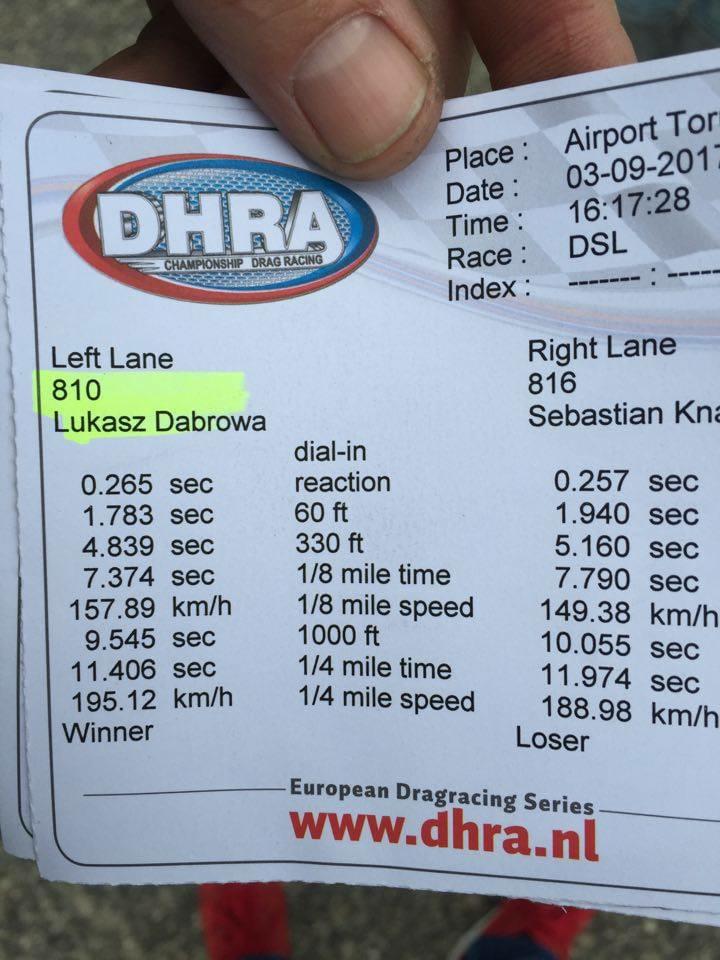 DHRA
CHAMPIONSHIP DRAG RACING
Place : Airport
Date : 03-09-2017
Time : 16:17:28
Race : DSL
Index : ------- : -----
Left Lane Right Lane
810 816
Lukasz Dabrowa Sebastian
dial-in
0.265 sec reaction 0.257 sec
1.783 sec 60 ft 1.940 sec
4.839 sec 330 ft 5.160 sec
7.374 sec 1/8 mile time 7.790 sec
157.89 km/h 1/8 mile speed 149.38 km/h
9.545 sec 1000 ft 10.055 sec
11.406 sec 1/4 mile time 11.974 sec
195.12 km/h 1/4 mile speed 188.98 km/h
Winner Loser
European Dragracing Series
www.dhra.nl